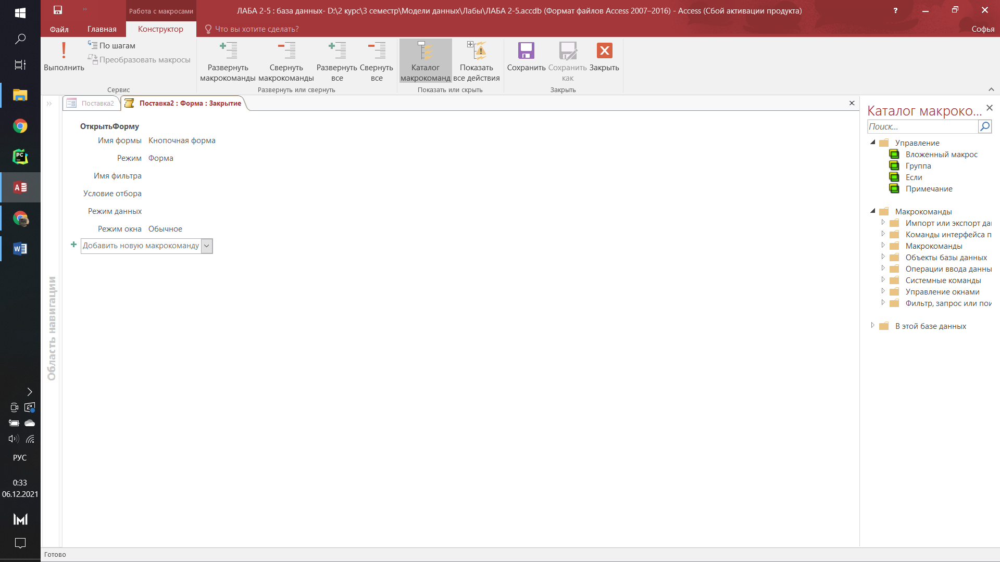 Работа с макросами
ЛАБА 2-5 : база данных- D:\2 курс\3 семестр\Модели данных\Лабы\ЛАБА 2-5.accdb (Формат файлов Access 2007–2016) - Access (Сбой активации продукта)
?
Файл
Главная
Конструктор
Что вы хотите сделать?
Софья
Выполнить
По шагам
Преобразовать макросы
Сервис
Развернуть
макрокоманды
Свернуть
макрокоманды
Развернуть
все
Свернуть
все
Развернуть или свернуть
Каталог
макрокоманд
Показать
все действия
Показать или скрыть
Сохранить
Сохранить
как
Закрыть
Закрыть
Поставка2
Поставка2 : Форма : Закрытие
Область навигации
ОткрытьФорму
Имя формы Кнопочная форма
Режим Форма
Имя фильтра
Условие отбора
Режим данных
Режим окна Обычное
Добавить новую макрокоманду
Каталог макроко...
Поиск...
Управление
Вложенный макрос
Группа
Если
Примечание
Макрокоманды
Импорт или экспорт да
Команды интерфейса п
Макрокоманды
Объекты базы данных
Операции ввода данны
Системные команды
Управление окнами
Фильтр, запрос или пои
В этой базе данных
PC
A
W
РУС
0:33
06.12.2021
Готово